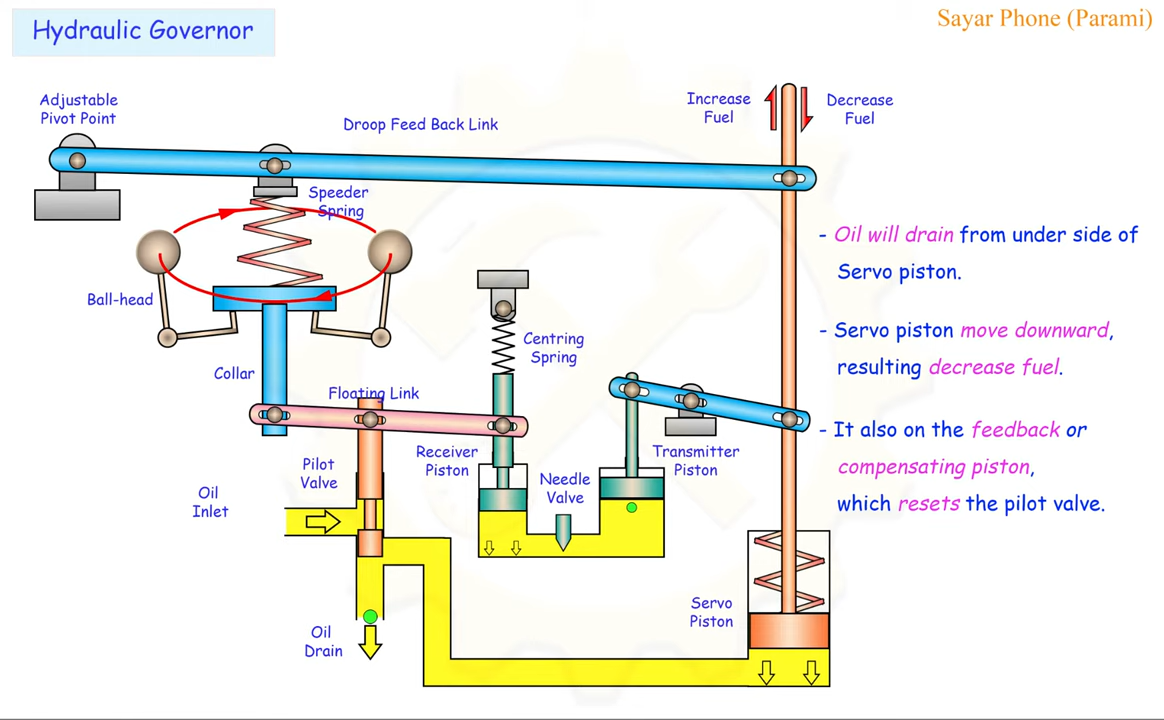 Hydraulic Governor
Sayar Phone (Parami)
Adjustable
Pivot Point
Droop Feed Back Link
Increase
Fuel
Decrease
Fuel
Speeder
Spring
Ball-head
Collar
Centring
Spring
Floating Link
Receiver
Piston
Pilot
Valve
Needle
Valve
Transmitter
Piston
Oil
Inlet
Oil
Drain
Servo
Piston
- Oil will drain from under side of
Servo piston.
- Servo piston move downward,
resulting decrease fuel.
- It also on the feedback or
compensating piston,
which resets the pilot valve.